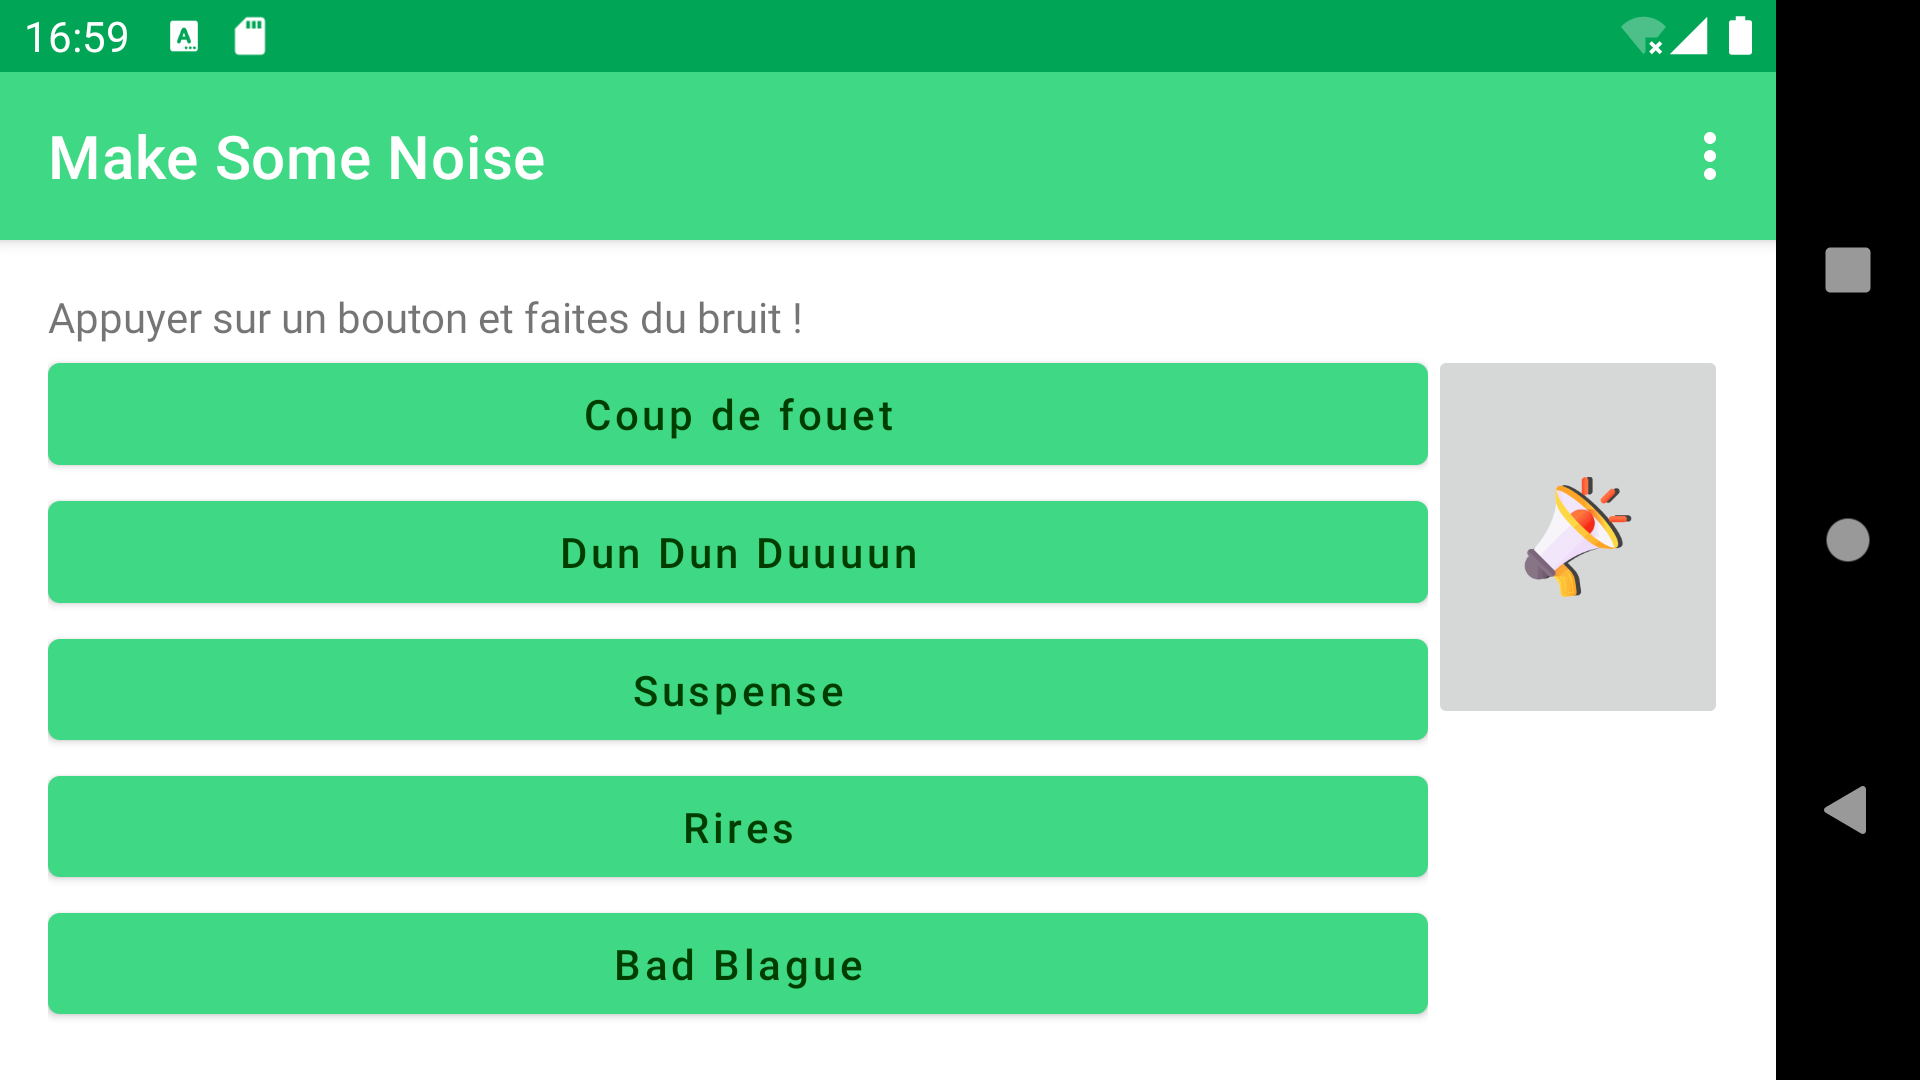 16:59
Make Some Noise
Appuyer sur un bouton et faites du bruit !
Coup de fouet
Dun Dun Duuuun
Suspense
Rires
Bad Blague